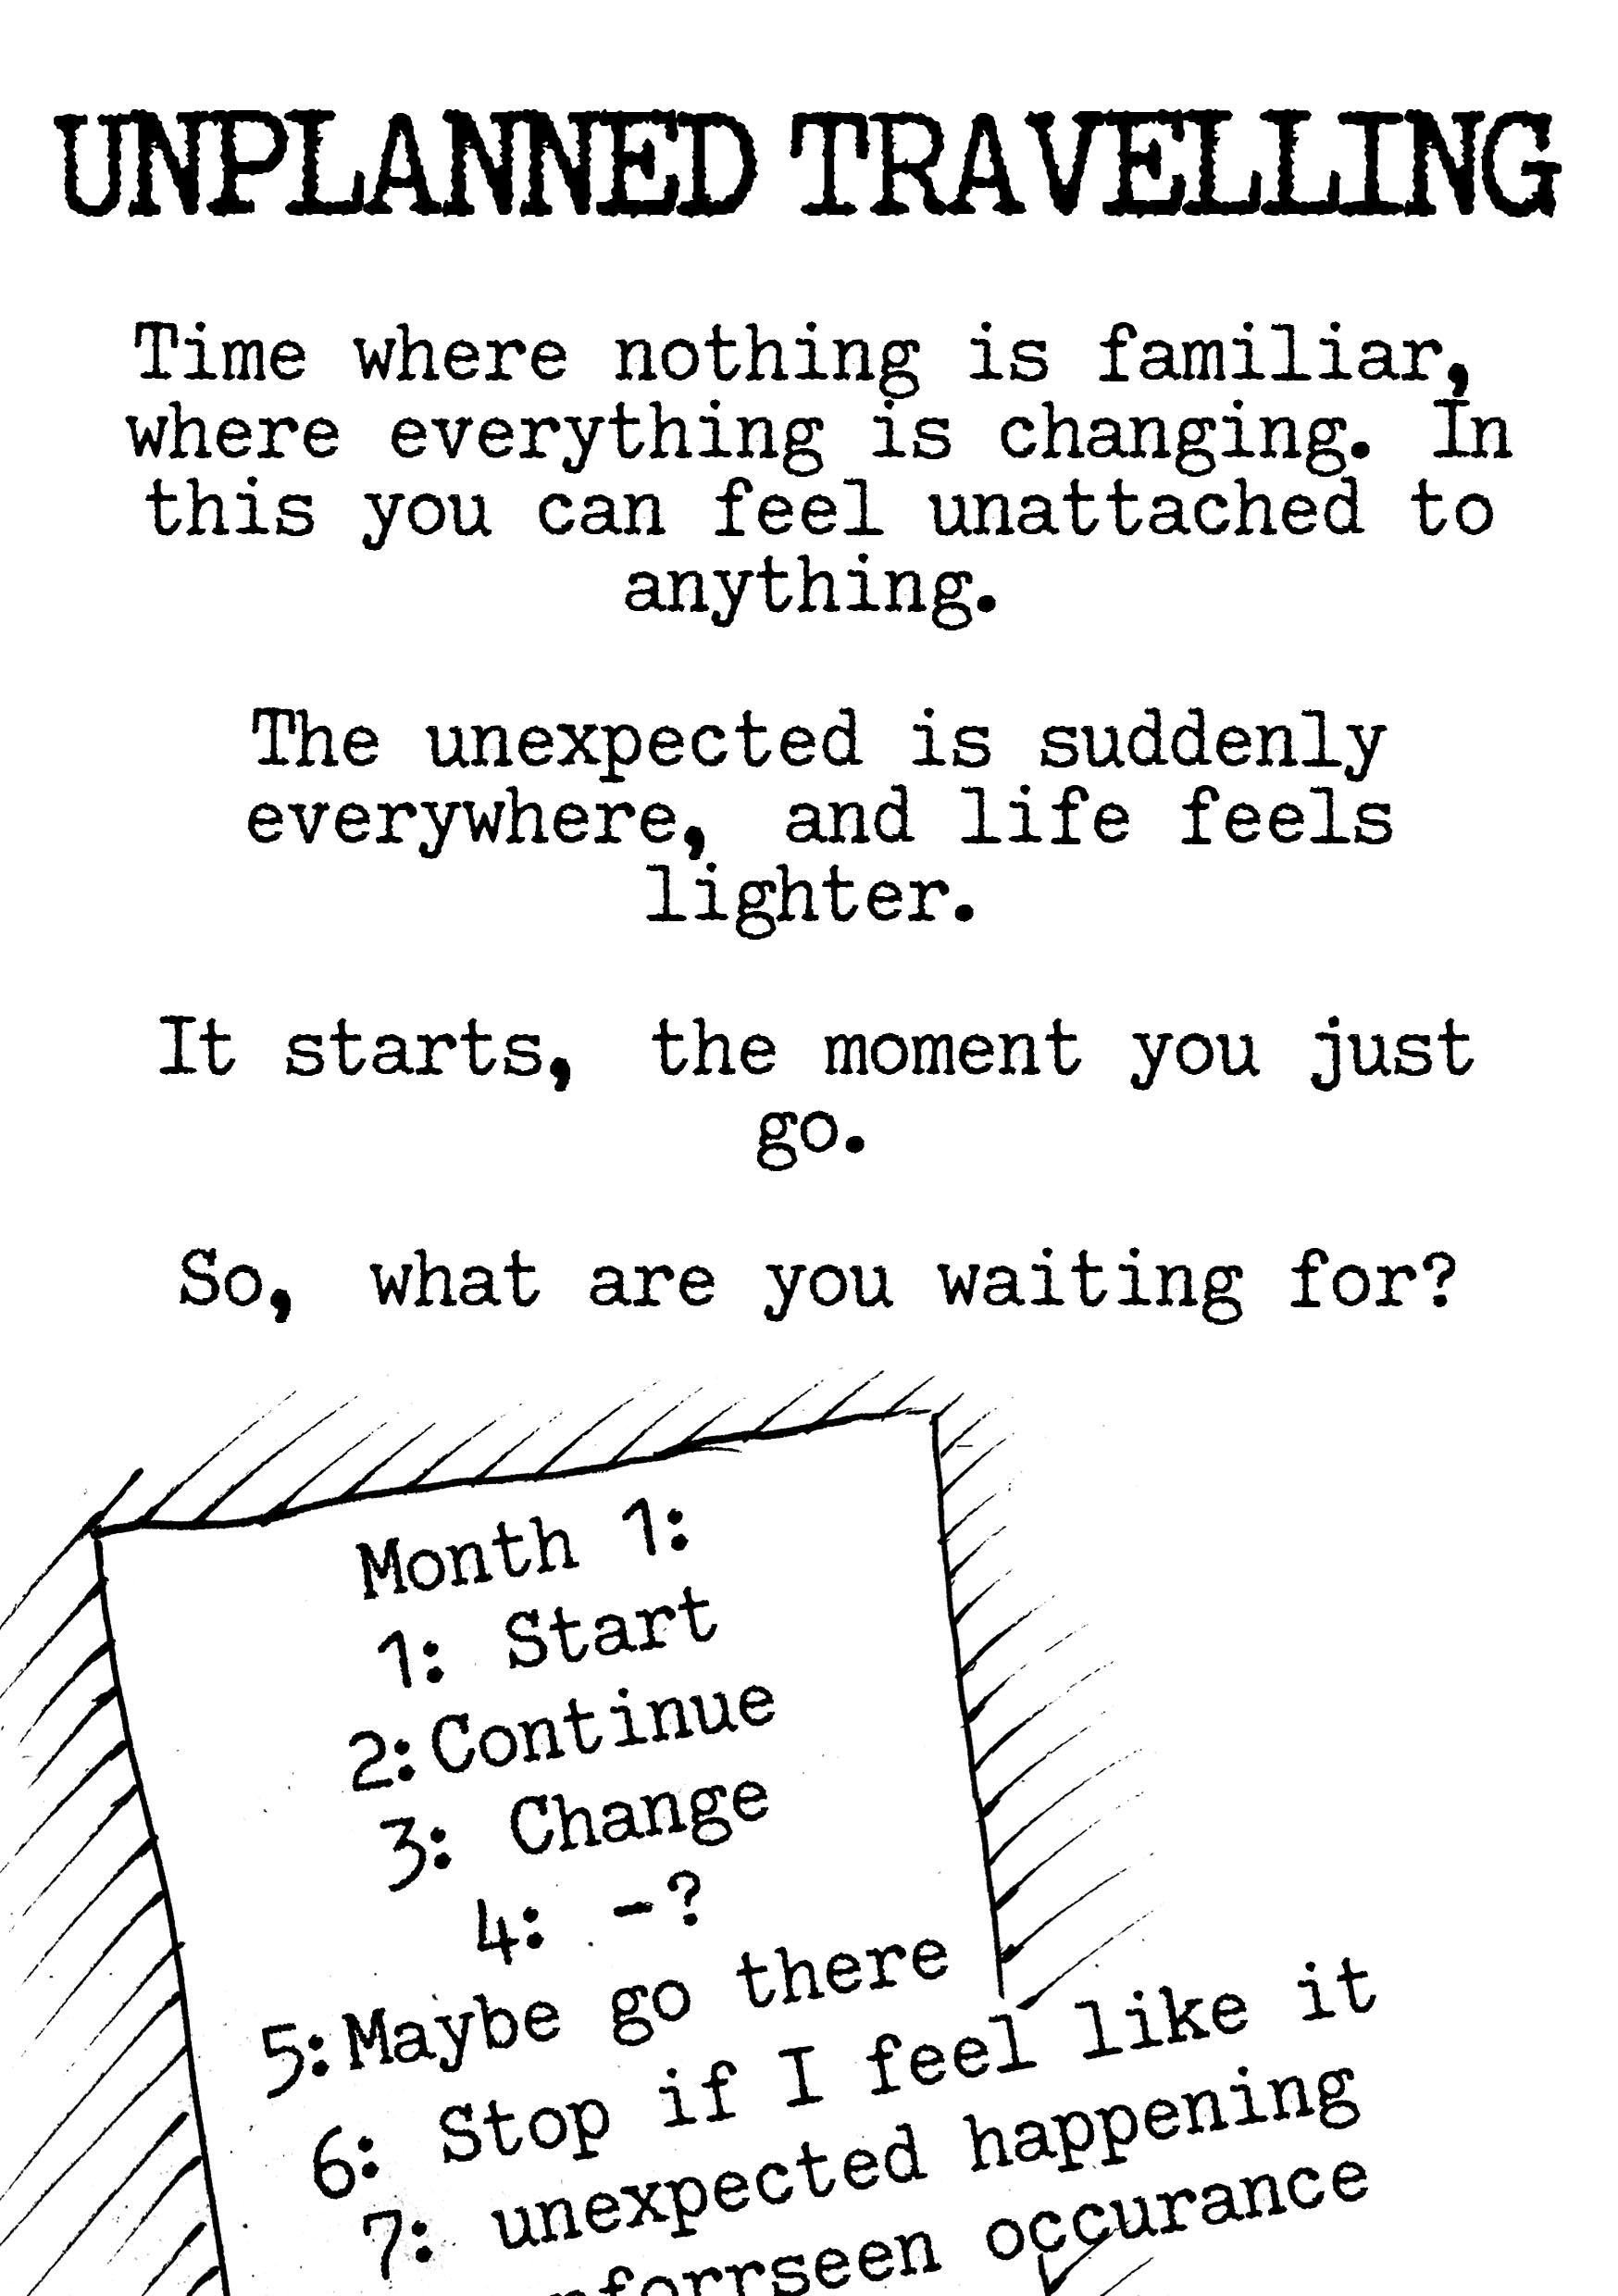 UNPLANNED TRAVELLING
Time where nothing is familiar,
where everything is changing. In
this you can feel unattached to
anything.
The unexpected is suddenly
everywhere, and life feels
lighter.
It starts, the moment you just
go.
So, what are you waiting for?
Month 1:
1: Start
2:Continue
3: Change
4: -?
5:Maybe go there
6: Stop if I feel like it
7: unexpected happening
occurance